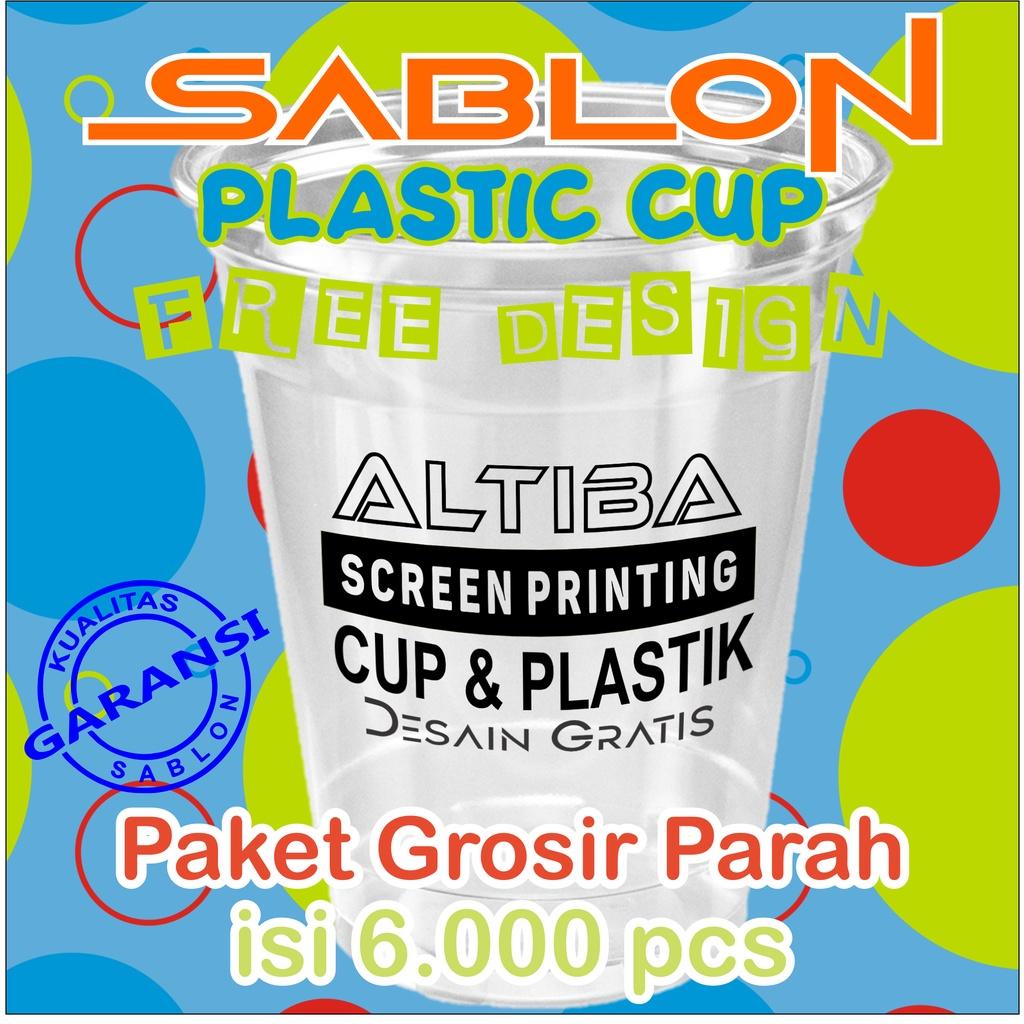 SABLON
PLASTIC CUP
FREE DESIGN
ALTIBA
SCREEN PRINTING
CUP & PLASTIK
DESAIN GRATIS
KUALITAS
GARANSI
SABLON
Paket Grosir Parah
isi 6.000 pcs